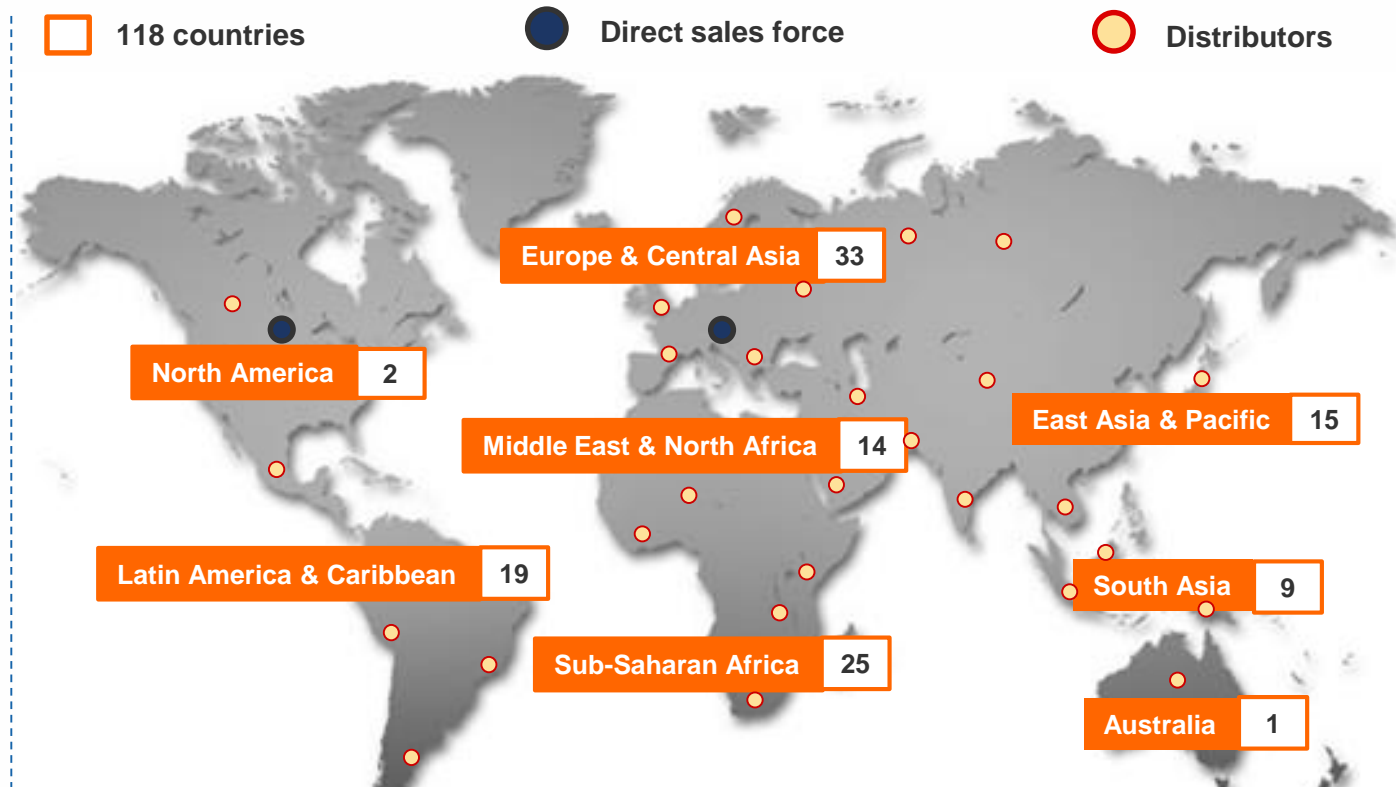 118 countries
Direct sales force
Distributors
Europe & Central Asia 33
North America 2
East Asia & Pacific 15
Middle East & North Africa 14
Latin America & Caribbean 19
South Asia 9
Sub-Saharan Africa 25
Australia 1